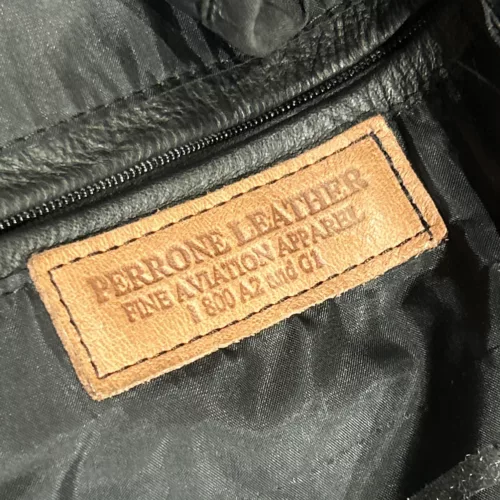 PERRONE LEATHER
FINE AVIATION APPAREL
1 800 A2 and G1